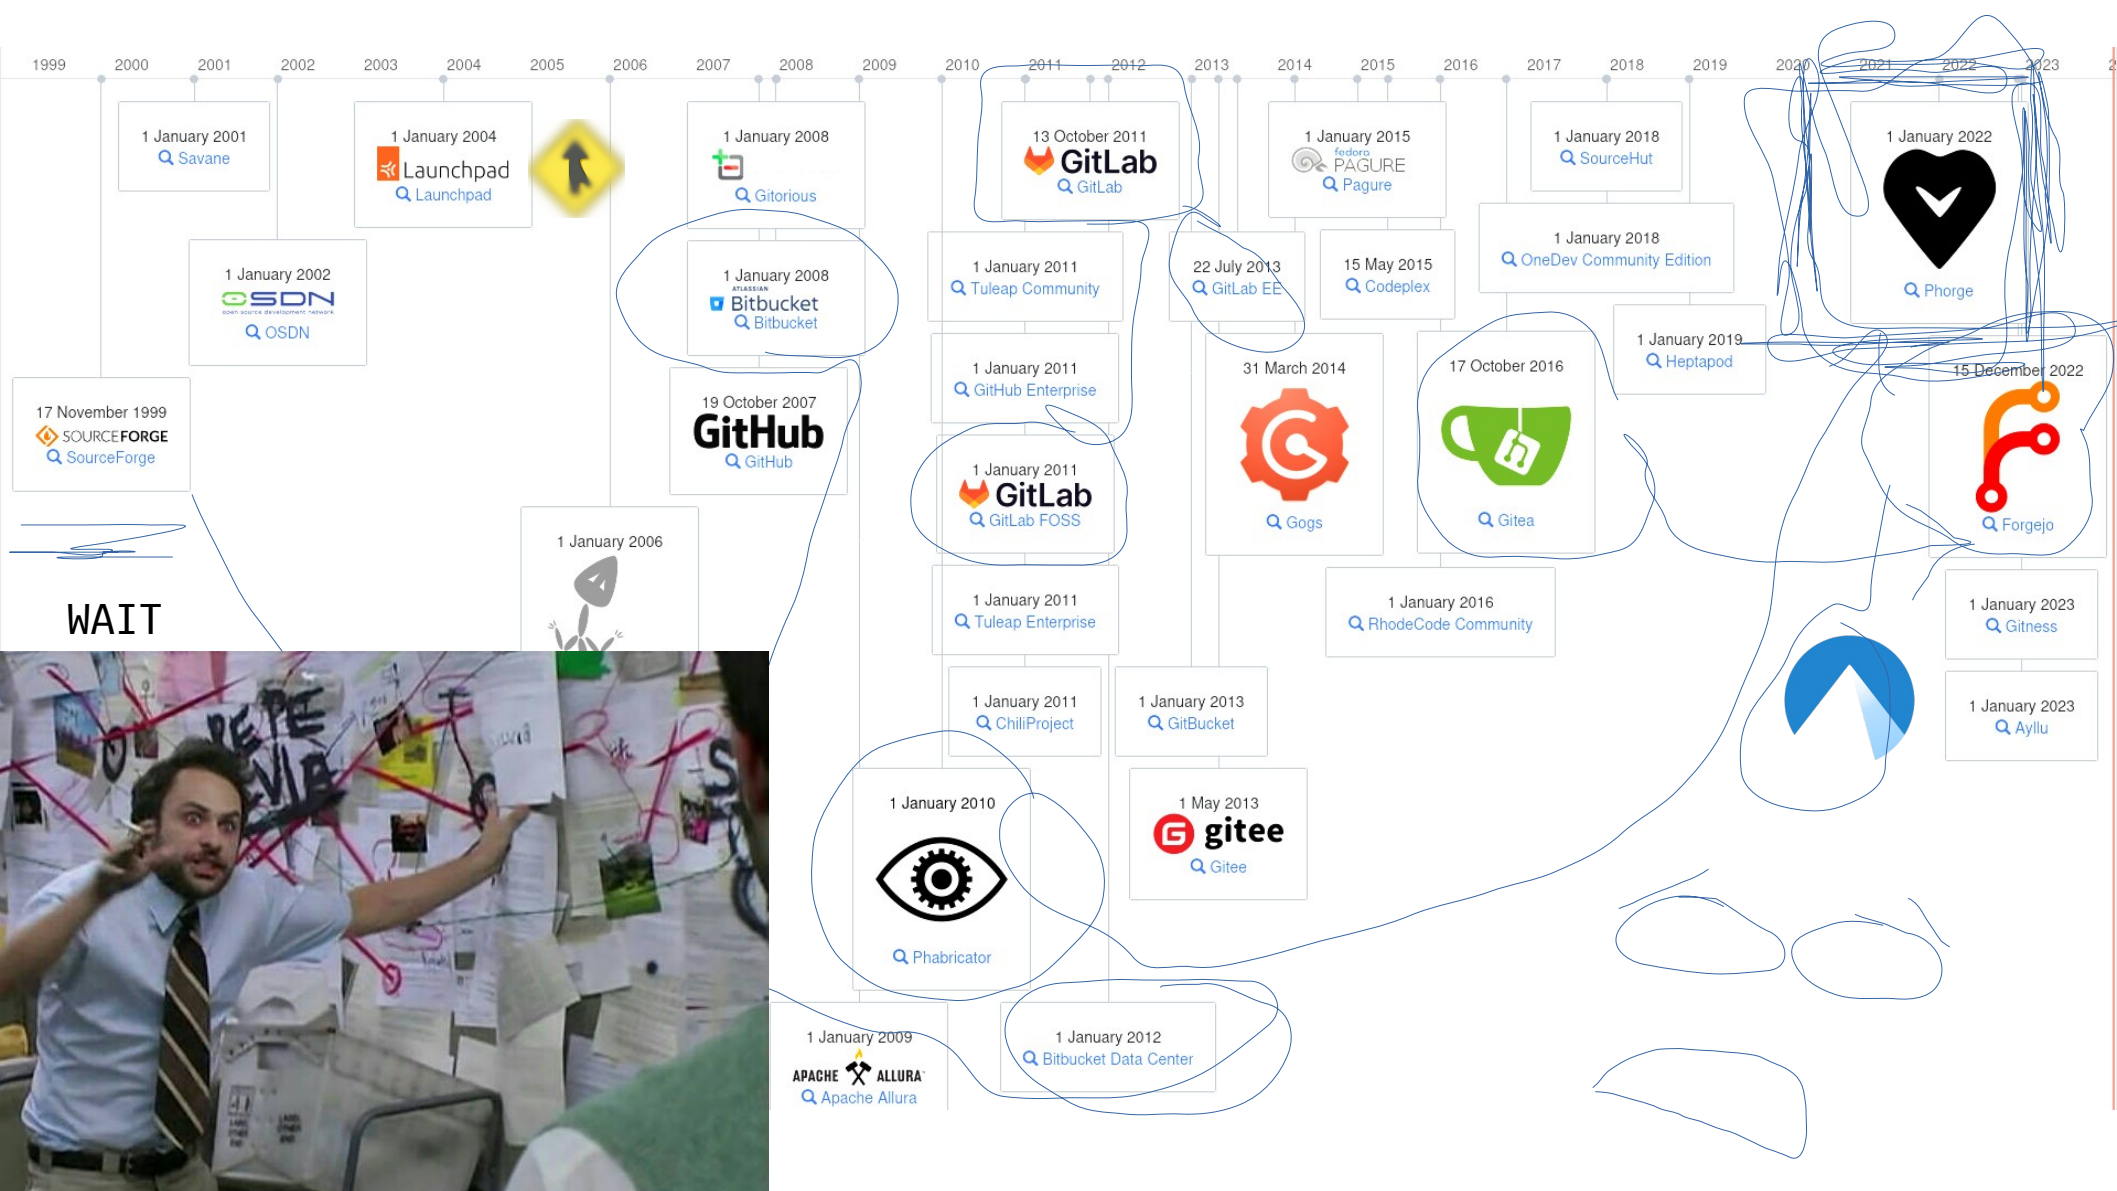 1999 2000 2001 2002 2003 2004 2005 2006 2007 2008 2009 2010 2011 2012 2013 2014 2015 2016 2017 2018 2019 2020 2021 2022 2023
1 January 2001
Savane
1 January 2004
Launchpad
Launchpad
1 January 2008
Gitorious
13 October 2011
GitLab
GitLab
1 January 2015
fedora
PAGURE
Pagure
1 January 2018
SourceHut
1 January 2022
Phorge
1 January 2002
OSDN
open source development network
OSDN
1 January 2008
ATLASSIAN
Bitbucket
Bitbucket
1 January 2011
Tuleap Community
22 July 2013
GitLab EE
15 May 2015
Codeplex
1 January 2018
OneDev Community Edition
17 November 1999
SOURCEFORGE
SourceForge
19 October 2007
GitHub
GitHub
1 January 2011
GitHub Enterprise
31 March 2014
Gogs
17 October 2016
Gitea
1 January 2019
Heptapod
15 December 2022
Forgejo
1 January 2011
GitLab
GitLab FOSS
1 January 2006
WAIT
1 January 2011
Tuleap Enterprise
1 January 2016
RhodeCode Community
1 January 2023
Gitness
1 January 2011
ChiliProject
1 January 2013
GitBucket
1 January 2023
Ayllu
PEPE
SILVIA
1 January 2010
Phabricator
1 May 2013
gitee
Gitee
1 January 2009
APACHE ALLURA
Apache Allura
1 January 2012
Bitbucket Data Center